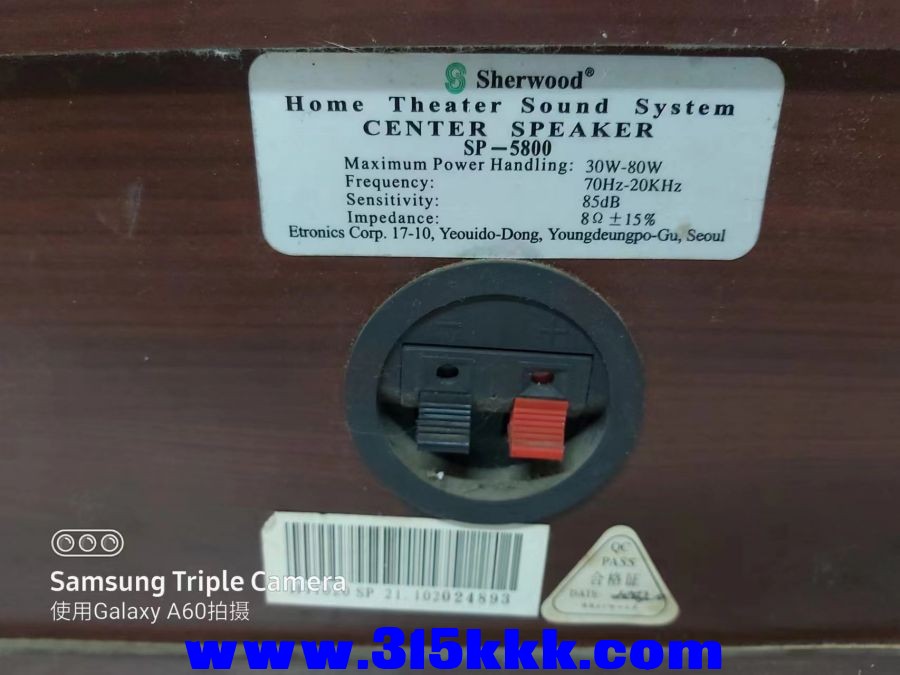 Sherwood®
Home Theater Sound System
CENTER SPEAKER
SP-5800
Maximum Power Handling: 30W-80W
Frequency: 70Hz-20KHz
Sensitivity: 85dB
Impedance: 8Ω ±15%
Etronics Corp. 17-10, Yeouido-Dong, Youngdeungpo-Gu, Seoul
- +
SP 21.102024893
QC
PASS
合格证
DATE:
Samsung Triple Camera
使用Galaxy A60拍摄
www.315kkk.com